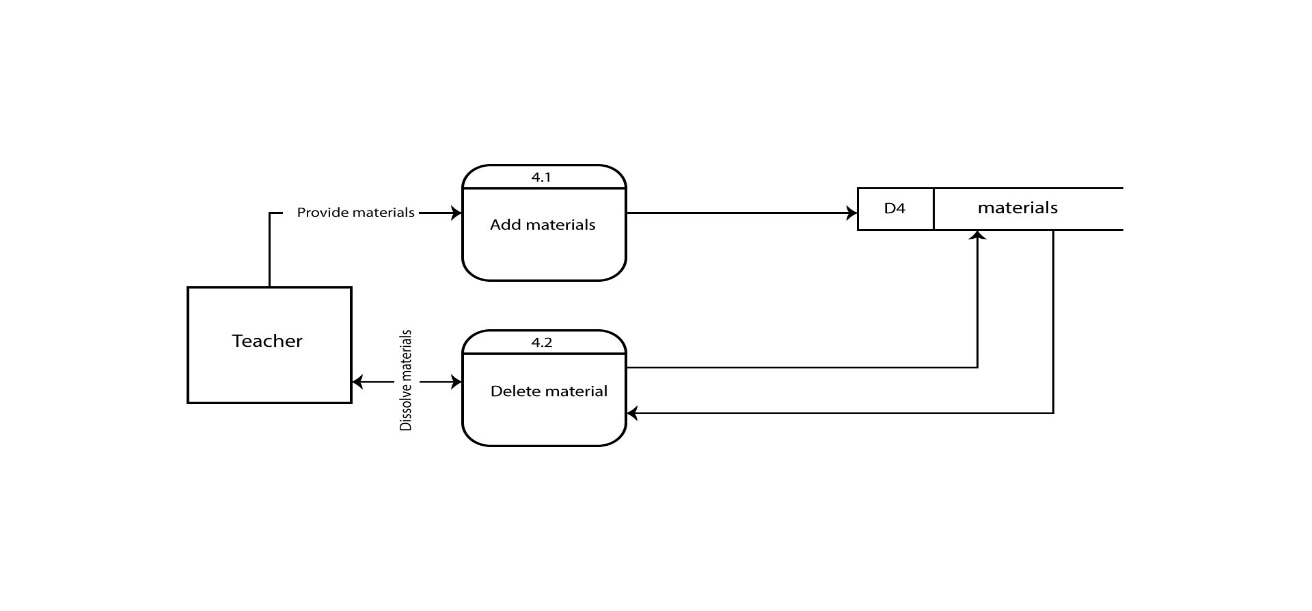 4.1
Provide materials
Add materials
D4
materials
Teacher
Dissolve materials
4.2
Delete material